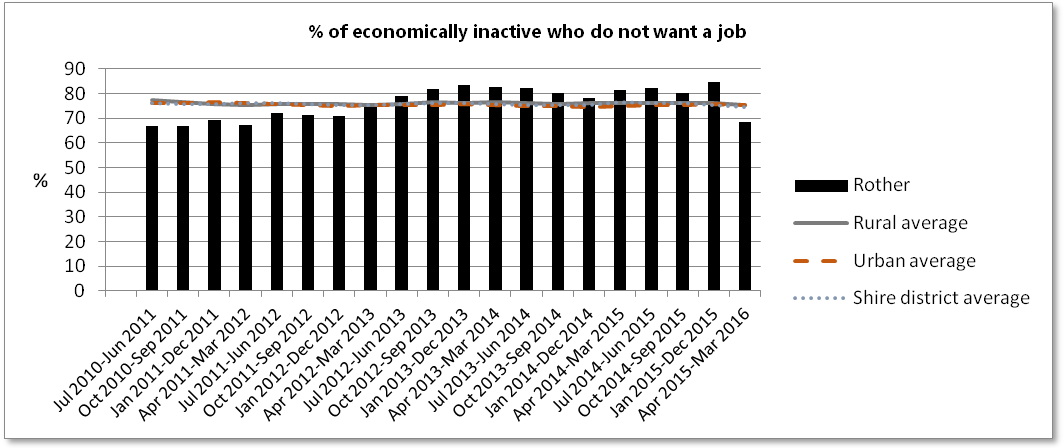 % of economically inactive who do not want a job
90
80
70
60
50
40
30
20
10
0
%
Jul 2010-Jun 2011
Oct 2010-Sep 2011
Jan 2011-Dec 2011
Apr 2011-Mar 2012
Jul 2011-Jun 2012
Oct 2011-Sep 2012
Jan 2012-Dec 2012
Apr 2012-Mar 2013
Jul 2012-Jun 2013
Oct 2012-Sep 2013
Jan 2013-Dec 2013
Apr 2013-Mar 2014
Jul 2013-Jun 2014
Oct 2013-Sep 2014
Jan 2014-Dec 2014
Apr 2014-Mar 2015
Jul 2014-Jun 2015
Oct 2014-Sep 2015
Jan 2015-Dec 2015
Apr 2015-Mar 2016
Rother
Rural average
Urban average
Shire district average